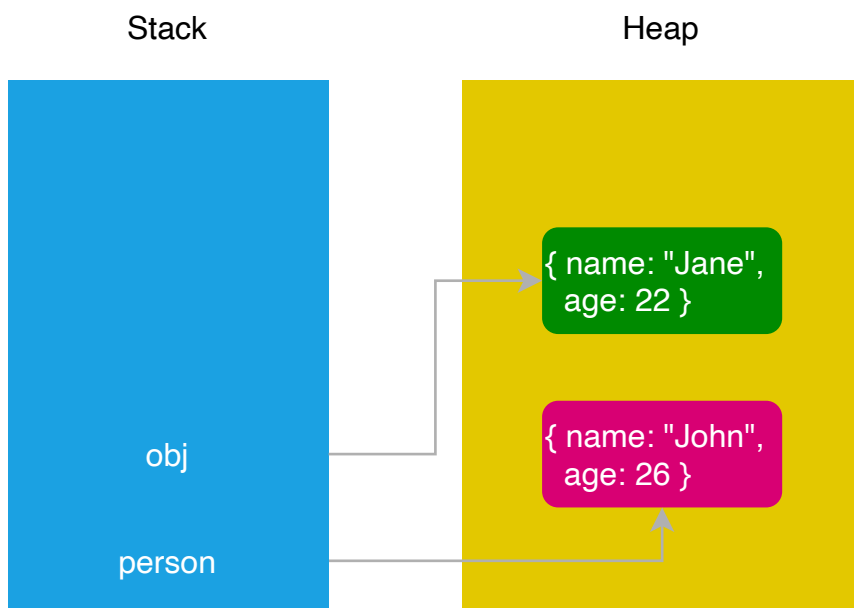 Stack
Heap
{ name: "Jane",
age: 22 }
{ name: "John",
age: 26 }
obj
person